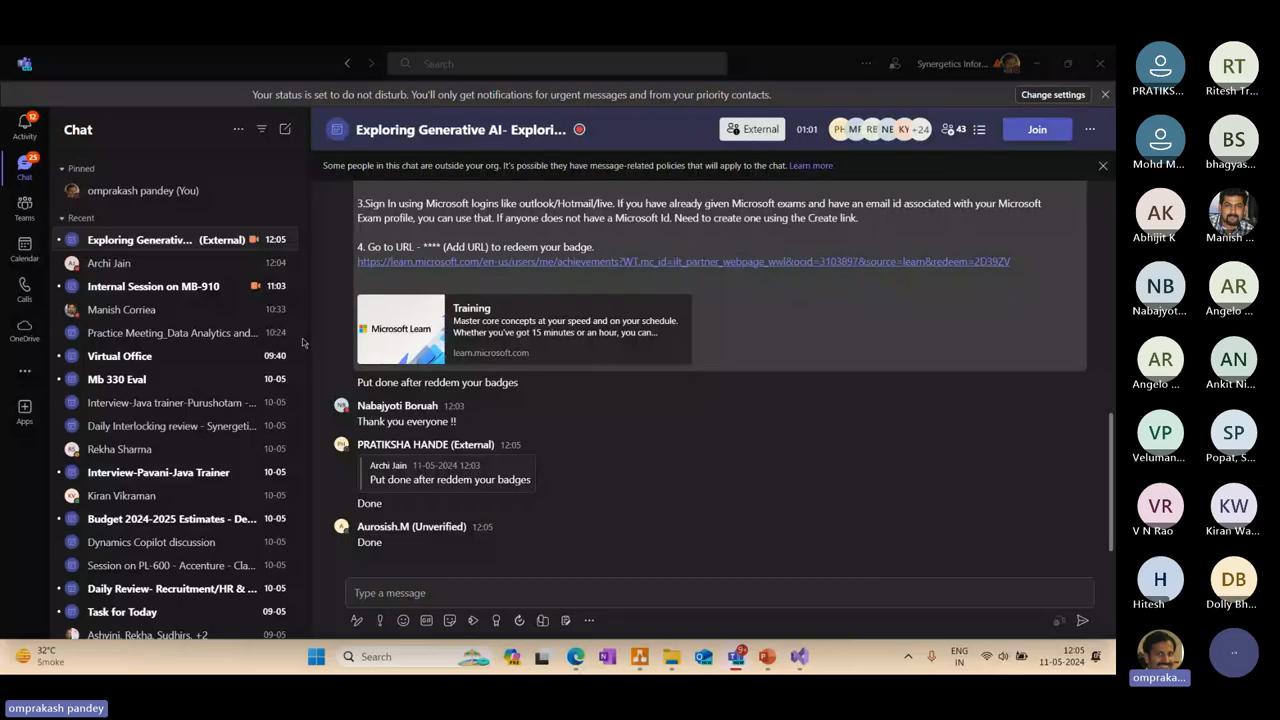 Search
Synergetics Infor...
Your status is set to do not disturb. You'll only get notifications for urgent messages and from your priority contacts.
Change settings
12
Activity
25
Chat
Teams
Calendar
Calls
OneDrive
Apps
Chat
Pinned
omprakash pandey (You)
Recent
Exploring Generativ... (External) 12:05
Archi Jain 12:04
Internal Session on MB-910 11:03
Manish Corriea 10:33
Practice Meeting_Data Analytics and... 10:24
Virtual Office 09:40
Mb 330 Eval 10-05
Interview-Java trainer-Purushotam -... 10-05
Daily Interlocking review - Synergeti... 10-05
Rekha Sharma 10-05
Interview-Pavani-Java Trainer 10-05
Kiran Vikraman 10-05
Budget 2024-2025 Estimates - De... 10-05
Dynamics Copilot discussion 10-05
Session on PL-600 - Accenture - Cla... 10-05
Daily Review- Recruitment/HR & ... 10-05
Task for Today 09-05
Ashvini, Rekha, Sudhirs, +2 09-05
Exploring Generative AI- Explori...
External 01:01 PH MF RE NE KY +24 43 Join
Some people in this chat are outside your org. It's possible they have message-related policies that will apply to the chat. Learn more
3.Sign In using Microsoft logins like outlook/Hotmail/live. If you have already given Microsoft exams and have an email id associated with your Microsoft
Exam profile, you can use that. If anyone does not have a Microsoft Id. Need to create one using the Create link.
4. Go to URL - **** (Add URL) to redeem your badge.
https://learn.microsoft.com/en-us/users/me/achievements?WT.mc_id=ilt_partner_webpage_wwl&ocid=3103897&source=learn&redeem=2D39ZV
Microsoft Learn
Training
Master core concepts at your speed and on your schedule.
Whether you've got 15 minutes or an hour, you can...
learn.microsoft.com
Put done after reddem your badges
NB Nabajyoti Boruah 12:03
Thank you everyone !!
PH PRATIKSHA HANDE (External) 12:05
Archi Jain 11-05-2024 12:03
Put done after reddem your badges
Done
A Aurosish.M (Unverified) 12:05
Done
Type a message
32°C
Smoke
Search
9+
ENG
IN
12:05
11-05-2024
PRATIKS...
RT
Ritesh Tr...
Mohd M...
BS
bhagyas...
AK
Abhijit K
Manish ...
NB
Nabajyot...
AR
Angelo ...
AR
Angelo ...
AN
Ankit Ni...
VP
Veluman...
SP
Popat, S...
VR
V N Rao
KW
Kiran Wa...
H
Hitesh
DB
Dolly Bh...
ompraka...
omprakash pandey